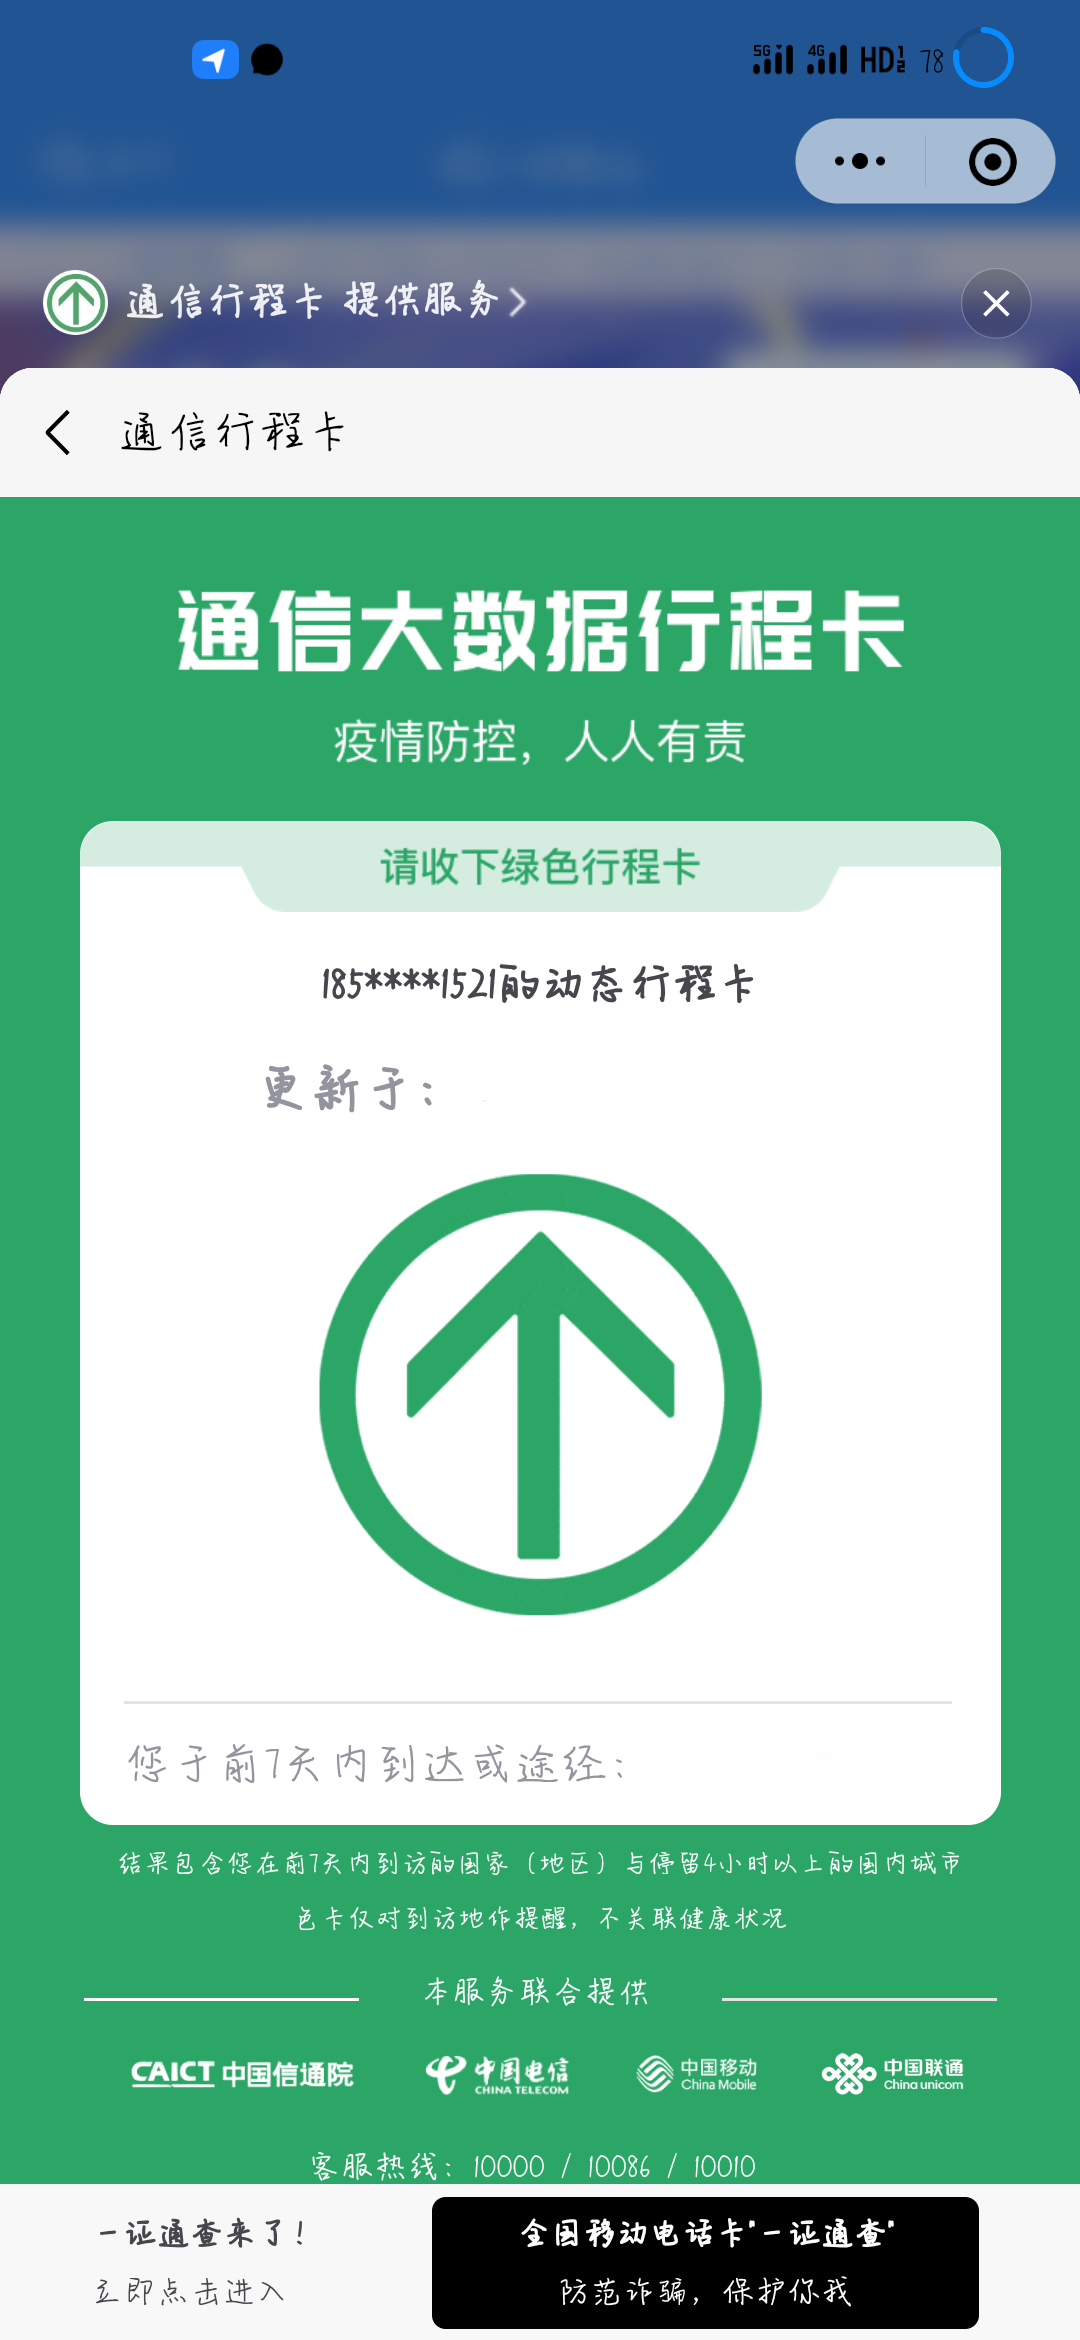 5G 4G HD 1 2 78
通信行程卡 提供服务
通信行程卡
通信大数据行程卡
疫情防控，人人有责
请收下绿色行程卡
185****1521的动态行程卡
更新于：
您于前7天内到达或途经：
结果包含您在前7天内到访的国家（地区）与停留4小时以上的国内城市
色卡仅对到访地作提醒，不关联健康状况
本服务联合提供
CAICT 中国信通院 中国电信 CHINA TELECOM 中国移动 China Mobile 中国联通 China unicom
客服热线：10000 / 10086 / 10010
一证通查来了！
立即点击进入
全国移动电话卡"一证通查"
防范诈骗，保护你我